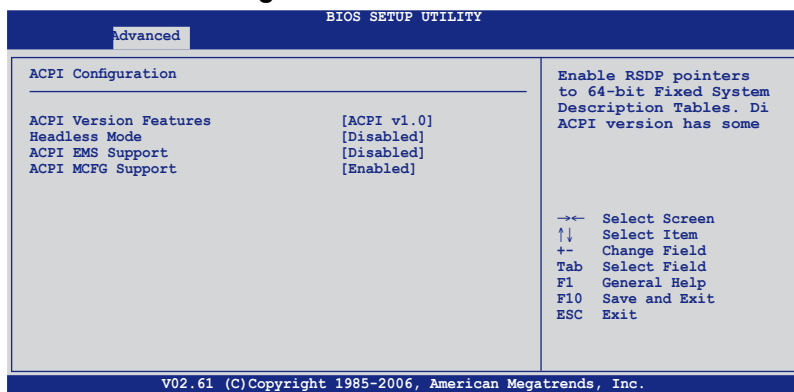 BIOS SETUP UTILITY
Advanced
ACPI Configuration
ACPI Version Features [ACPI v1.0]
Headless Mode [Disabled]
ACPI EMS Support [Disabled]
ACPI MCFG Support [Enabled]
Enable RSDP pointers
to 64-bit Fixed System
Description Tables. Di
ACPI version has some
→← Select Screen
↑↓ Select Item
+- Change Field
Tab Select Field
F1 General Help
F10 Save and Exit
ESC Exit
V02.61 (C)Copyright 1985-2006, American Megatrends, Inc.